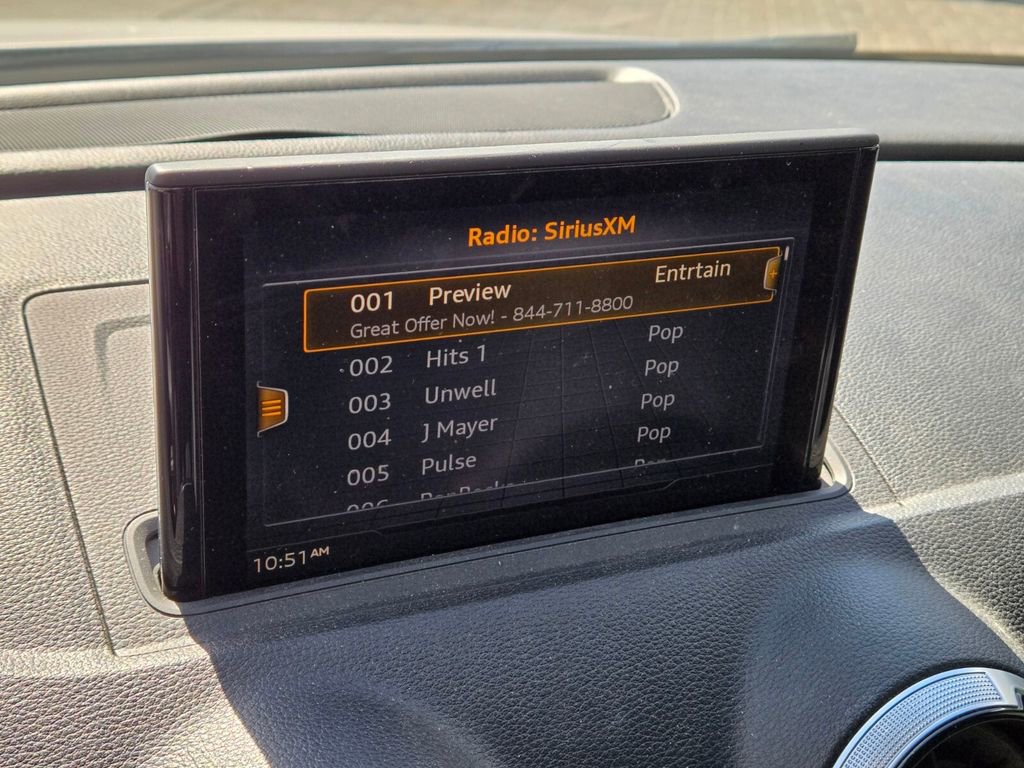 Radio: SiriusXM
001 Preview Entrtain
Great Offer Now! - 844-711-8800
002 Hits 1 Pop
003 Unwell Pop
004 J Mayer Pop
005 Pulse Pop
10:51AM